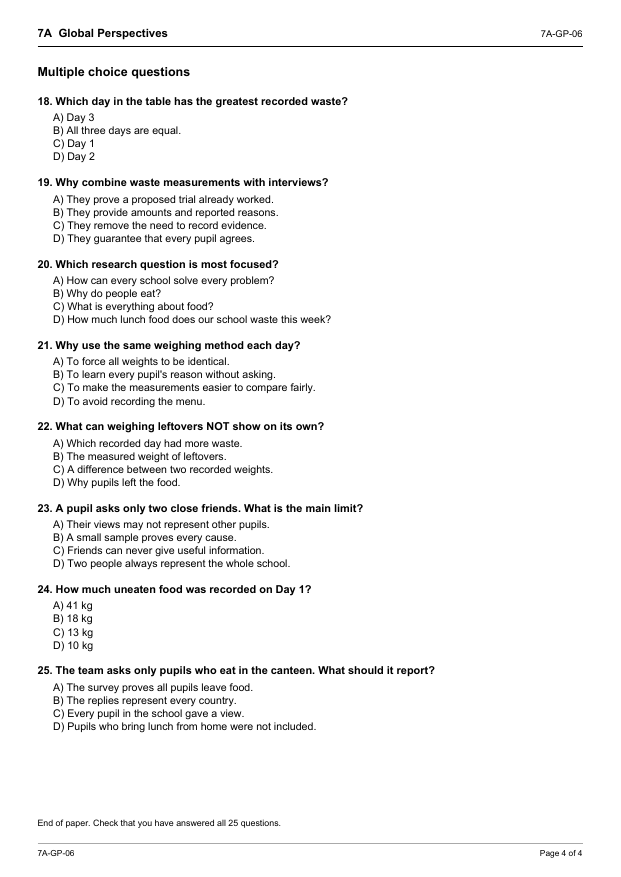 7A Global Perspectives
7A-GP-06
Multiple choice questions
18. Which day in the table has the greatest recorded waste?
A) Day 3
B) All three days are equal.
C) Day 1
D) Day 2
19. Why combine waste measurements with interviews?
A) They prove a proposed trial already worked.
B) They provide amounts and reported reasons.
C) They remove the need to record evidence.
D) They guarantee that every pupil agrees.
20. Which research question is most focused?
A) How can every school solve every problem?
B) Why do people eat?
C) What is everything about food?
D) How much lunch food does our school waste this week?
21. Why use the same weighing method each day?
A) To force all weights to be identical.
B) To learn every pupil's reason without asking.
C) To make the measurements easier to compare fairly.
D) To avoid recording the menu.
22. What can weighing leftovers NOT show on its own?
A) Which recorded day had more waste.
B) The measured weight of leftovers.
C) A difference between two recorded weights.
D) Why pupils left the food.
23. A pupil asks only two close friends. What is the main limit?
A) Their views may not represent other pupils.
B) A small sample proves every cause.
C) Friends can never give useful information.
D) Two people always represent the whole school.
24. How much uneaten food was recorded on Day 1?
A) 41 kg
B) 18 kg
C) 13 kg
D) 10 kg
25. The team asks only pupils who eat in the canteen. What should it report?
A) The survey proves all pupils leave food.
B) The replies represent every country.
C) Every pupil in the school gave a view.
D) Pupils who bring lunch from home were not included.
End of paper. Check that you have answered all 25 questions.
7A-GP-06
Page 4 of 4